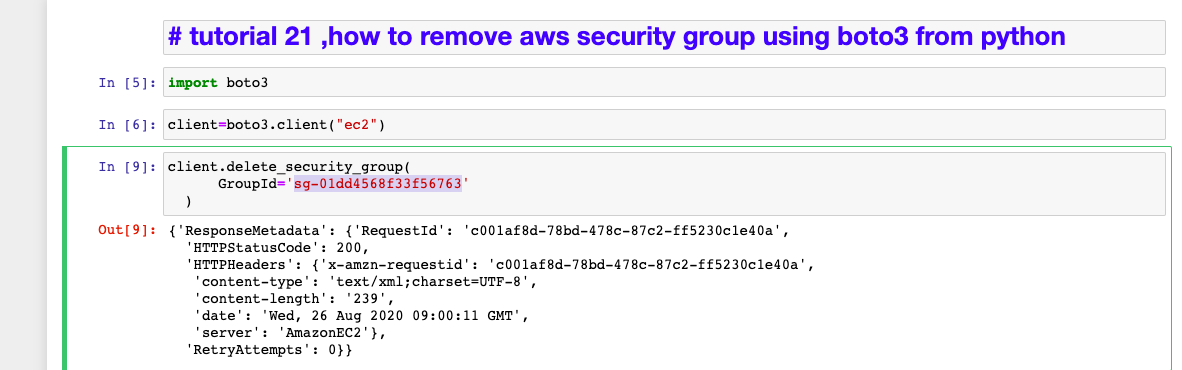 # tutorial 21 ,how to remove aws security group using boto3 from python
In [5]: import boto3
In [6]: client=boto3.client("ec2")
In [9]: client.delete_security_group(
GroupId='sg-01dd4568f33f56763'
)
Out[9]: {'ResponseMetadata': {'RequestId': 'c001af8d-78bd-478c-87c2-ff5230c1e40a',
'HTTPStatusCode': 200,
'HTTPHeaders': {'x-amzn-requestid': 'c001af8d-78bd-478c-87c2-ff5230c1e40a',
'content-type': 'text/xml;charset=UTF-8',
'content-length': '239',
'date': 'Wed, 26 Aug 2020 09:00:11 GMT',
'server': 'AmazonEC2'},
'RetryAttempts': 0}}